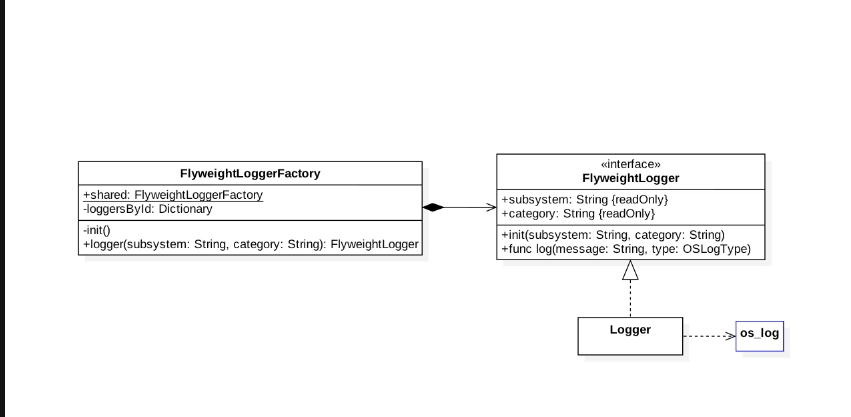 FlyweightLoggerFactory
+shared: FlyweightLoggerFactory
-loggersById: Dictionary
-init()
+logger(subsystem: String, category: String): FlyweightLogger
«interface»
FlyweightLogger
+subsystem: String {readOnly}
+category: String {readOnly}
+init(subsystem: String, category: String)
+func log(message: String, type: OSLogType)
Logger
os_log